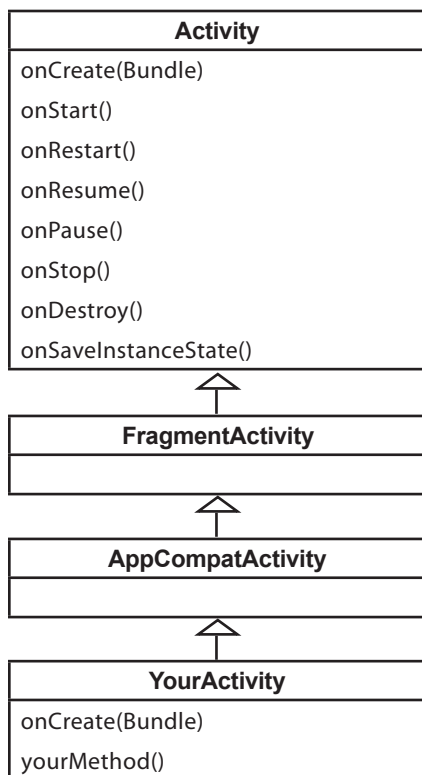 Activity
onCreate(Bundle)
onStart()
onRestart()
onResume()
onPause()
onStop()
onDestroy()
onSaveInstanceState()
FragmentActivity
AppCompatActivity
YourActivity
onCreate(Bundle)
yourMethod()